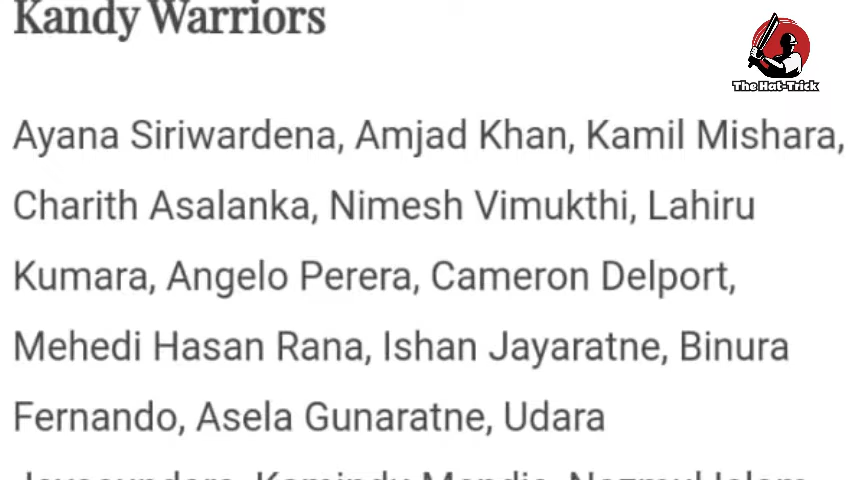 Kandy Warriors
The Hat-Trick
Ayana Siriwardena, Amjad Khan, Kamil Mishara,
Charith Asalanka, Nimesh Vimukthi, Lahiru
Kumara, Angelo Perera, Cameron Delport,
Mehedi Hasan Rana, Ishan Jayaratne, Binura
Fernando, Asela Gunaratne, Udara